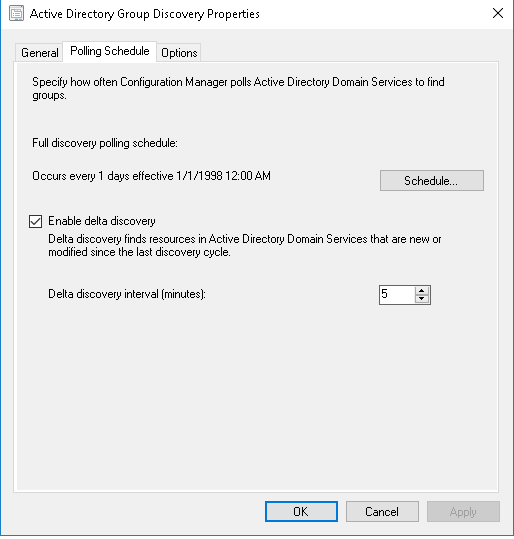 Active Directory Group Discovery Properties
General Polling Schedule Options
Specify how often Configuration Manager polls Active Directory Domain Services to find
groups.
Full discovery polling schedule:
Occurs every 1 days effective 1/1/1998 12:00 AM
Schedule...
Enable delta discovery
Delta discovery finds resources in Active Directory Domain Services that are new or
modified since the last discovery cycle.
Delta discovery interval (minutes): 5
OK Cancel Apply